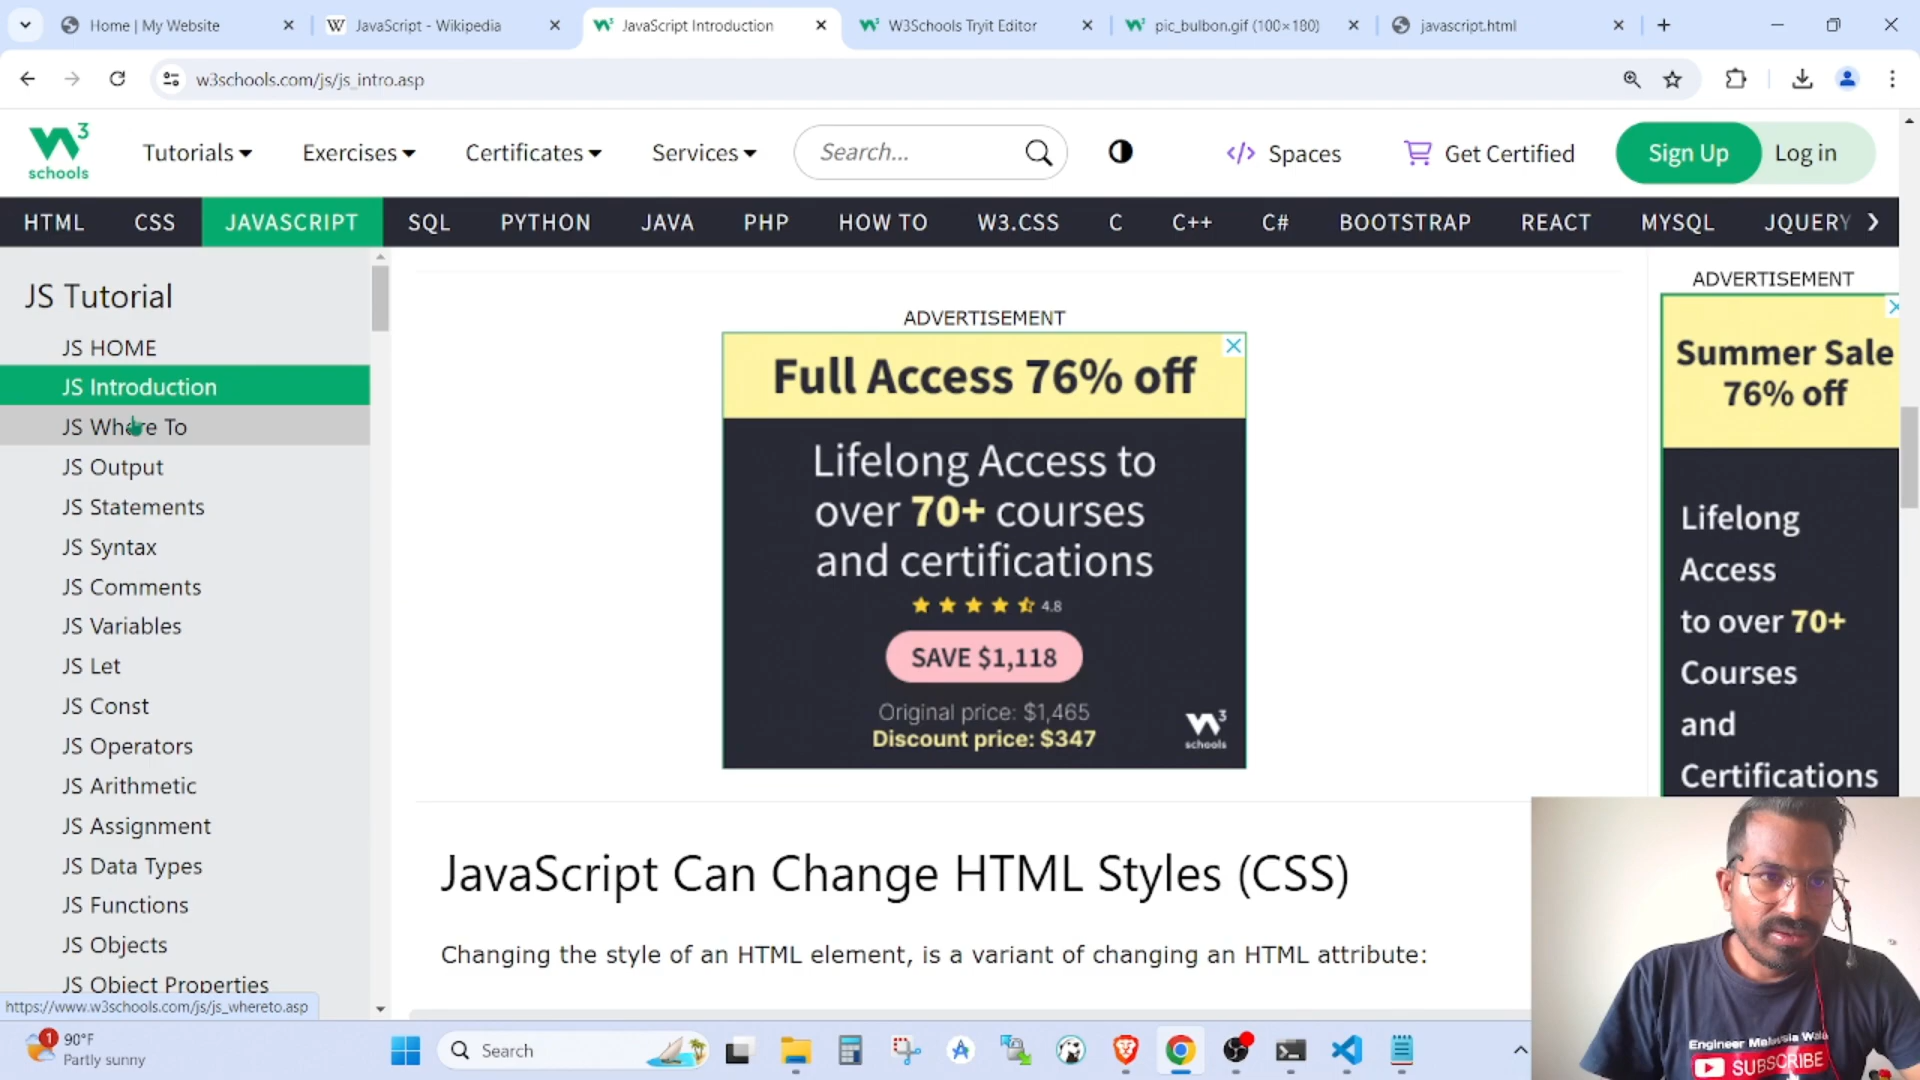 Home | My Website
JavaScript - Wikipedia
JavaScript Introduction
W3Schools Tryit Editor
pic_bulbon.gif (100×180)
javascript.html
w3schools.com/js/js_intro.asp
W3
schools
Tutorials
Exercises
Certificates
Services
Search...
Spaces
Get Certified
Sign Up
Log in
HTML
CSS
JAVASCRIPT
SQL
PYTHON
JAVA
PHP
HOW TO
W3.CSS
C
C++
C#
BOOTSTRAP
REACT
MYSQL
JQUERY
JS Tutorial
JS HOME
JS Introduction
JS Where To
JS Output
JS Statements
JS Syntax
JS Comments
JS Variables
JS Let
JS Const
JS Operators
JS Arithmetic
JS Assignment
JS Data Types
JS Functions
JS Objects
JS Object Properties
https://www.w3schools.com/js/js_whereto.asp
ADVERTISEMENT
Full Access 76% off
Lifelong Access to
over 70+ courses
and certifications
4.8
SAVE $1,118
Original price: $1,465
Discount price: $347
W3
schools
ADVERTISEMENT
Summer Sale
76% off
Lifelong
Access
to over 70+
Courses
and
Certifications
JavaScript Can Change HTML Styles (CSS)
Changing the style of an HTML element, is a variant of changing an HTML attribute:
Engineer Malaysia Wala
SUBSCRIBE
1
90°F
Partly sunny
Search